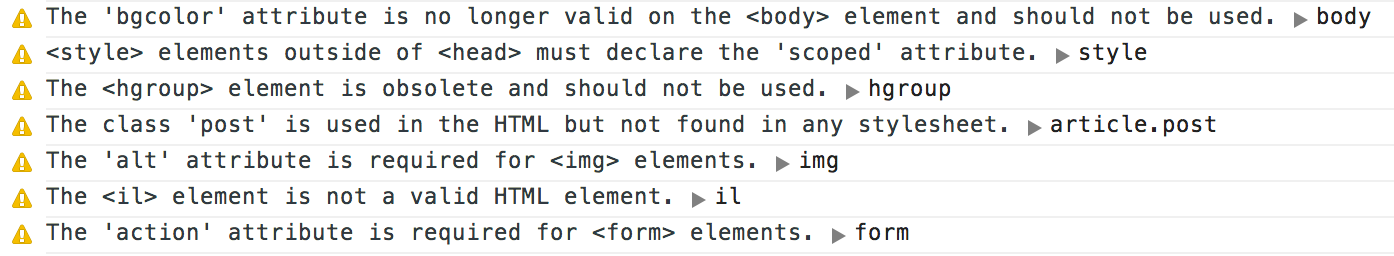 The 'bgcolor' attribute is no longer valid on the <body> element and should not be used. ▶ body
<style> elements outside of <head> must declare the 'scoped' attribute. ▶ style
The <hgroup> element is obsolete and should not be used. ▶ hgroup
The class 'post' is used in the HTML but not found in any stylesheet. ▶ article.post
The 'alt' attribute is required for <img> elements. ▶ img
The <il> element is not a valid HTML element. ▶ il
The 'action' attribute is required for <form> elements. ▶ form